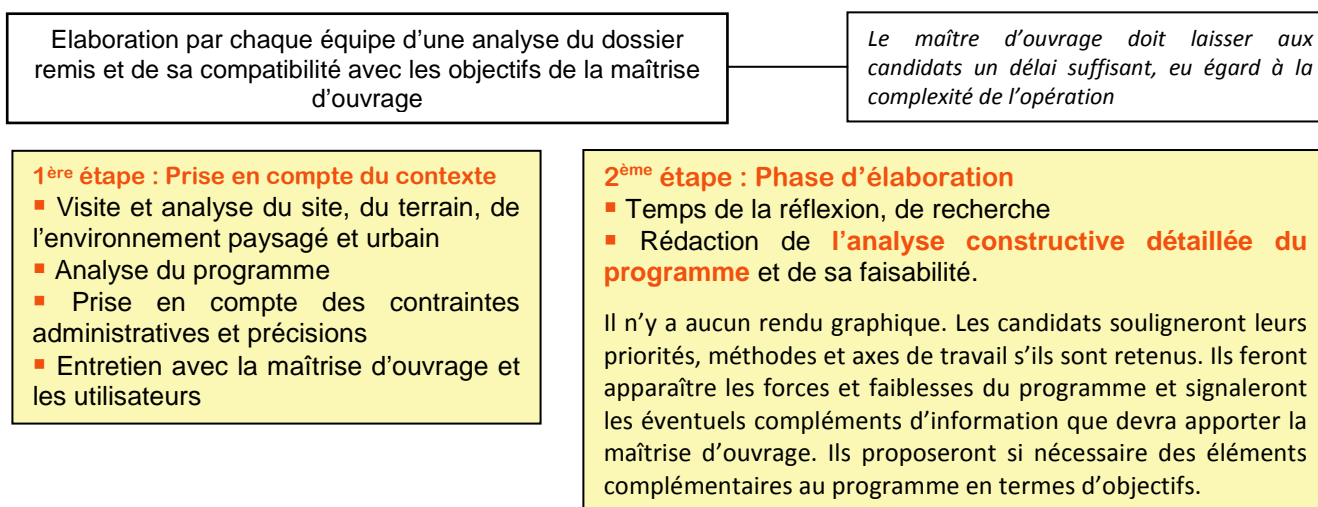 Elaboration par chaque équipe d’une analyse du dossier
remis et de sa compatibilité avec les objectifs de la maîtrise
d’ouvrage
Le maître d’ouvrage doit laisser aux
candidats un délai suffisant, eu égard à la
complexité de l’opération
1ère étape : Prise en compte du contexte
▪ Visite et analyse du site, du terrain, de
l’environnement paysagé et urbain
▪ Analyse du programme
▪ Prise en compte des contraintes
administratives et précisions
▪ Entretien avec la maîtrise d’ouvrage et
les utilisateurs
2ème étape : Phase d’élaboration
▪ Temps de la réflexion, de recherche
▪ Rédaction de l’analyse constructive détaillée du
programme et de sa faisabilité.
Il n’y a aucun rendu graphique. Les candidats souligneront leurs
priorités, méthodes et axes de travail s’ils sont retenus. Ils feront
apparaître les forces et faiblesses du programme et signaleront
les éventuels compléments d’information que devra apporter la
maîtrise d’ouvrage. Ils proposeront si nécessaire des éléments
complémentaires au programme en termes d’objectifs.